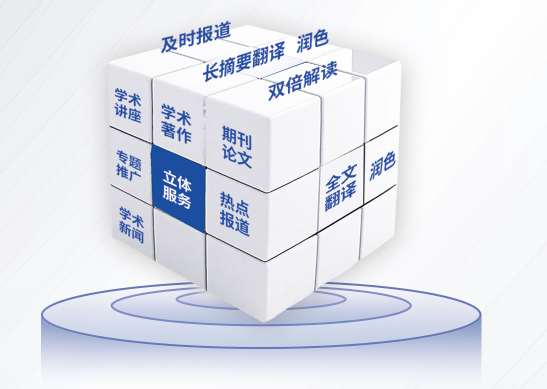 及时报道
长摘要翻译 润色
双倍解读
学术
讲座
学术
著作
期刊
论文
专题
推广
立体
服务
热点
报道
学术
新闻
全文
翻译
润色